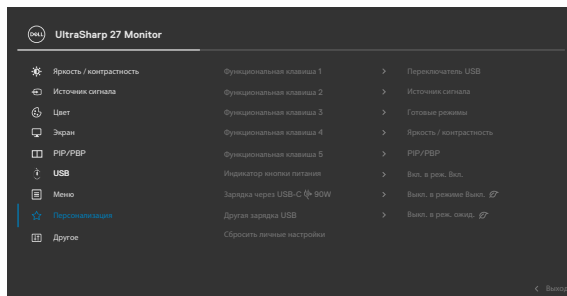 DELL UltraSharp 27 Monitor
Яркость / контрастность Функциональная клавиша 1 > Переключатель USB
Источник сигнала Функциональная клавиша 2 > Источник сигнала
Цвет Функциональная клавиша 3 > Готовые режимы
Экран Функциональная клавиша 4 > Яркость / контрастность
PIP/PBP Функциональная клавиша 5 > PIP/PBP
USB Индикатор кнопки питания > Вкл. в реж. Вкл.
Меню Зарядка через USB-C 90W > Выкл. в режиме Выкл.
Персонализация Другая зарядка USB > Выкл. в реж. ожид.
Другое Сбросить личные настройки
< Выход